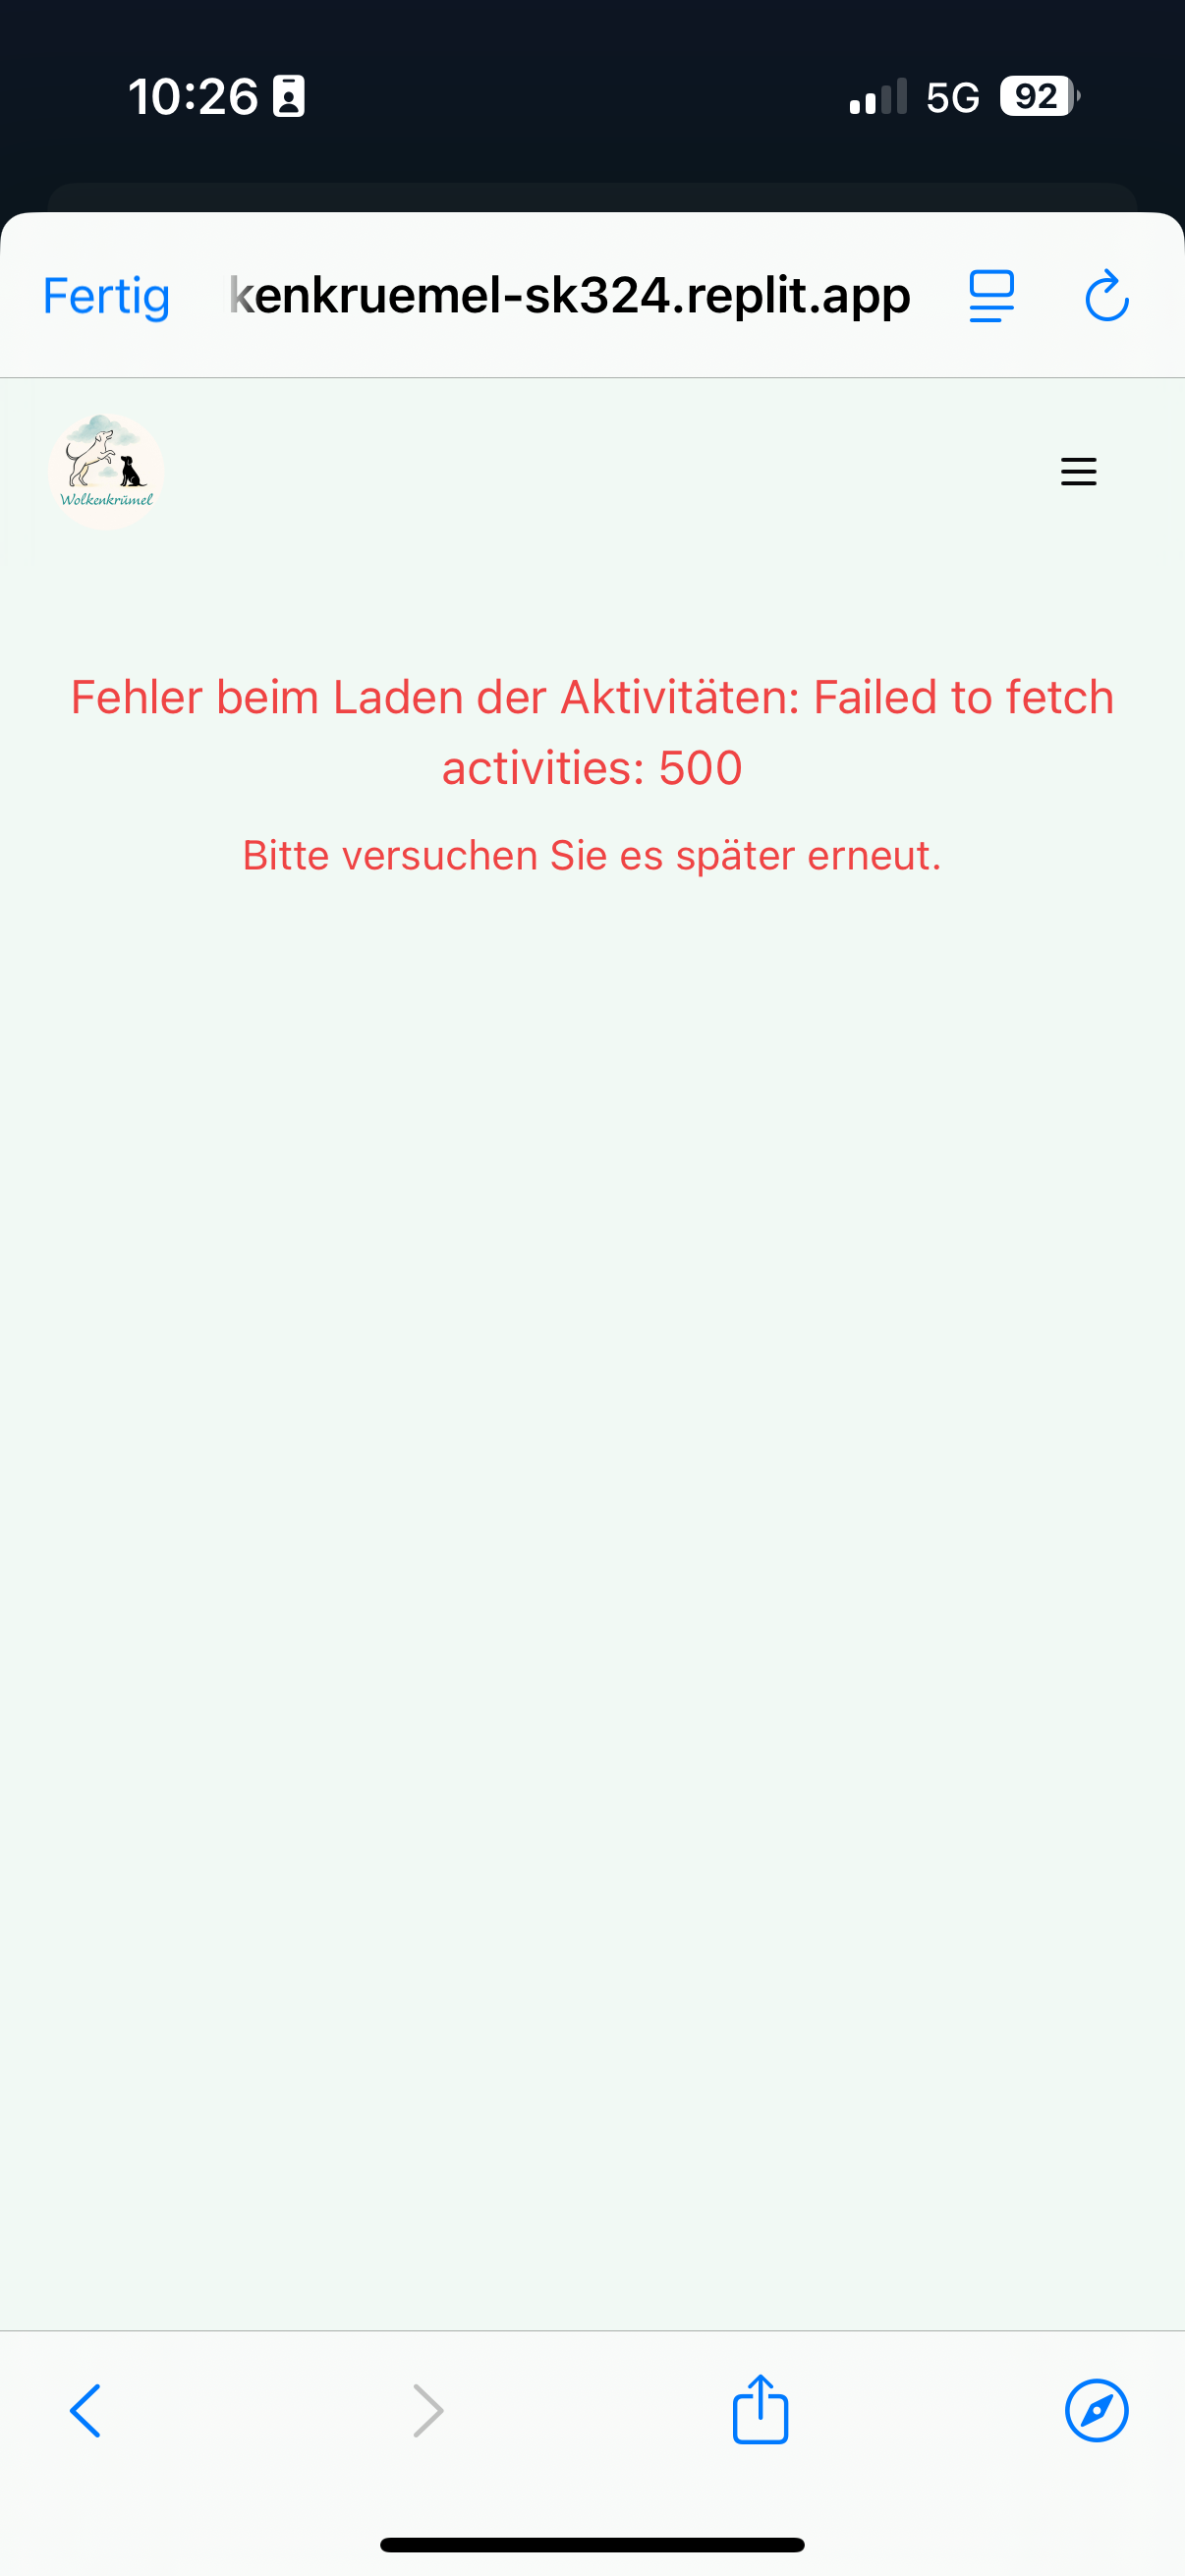 10:26
5G
92
Fertig
kenkruemel-sk324.replit.app
Wolkenkrümel
Fehler beim Laden der Aktivitäten: Failed to fetch
activities: 500
Bitte versuchen Sie es später erneut.